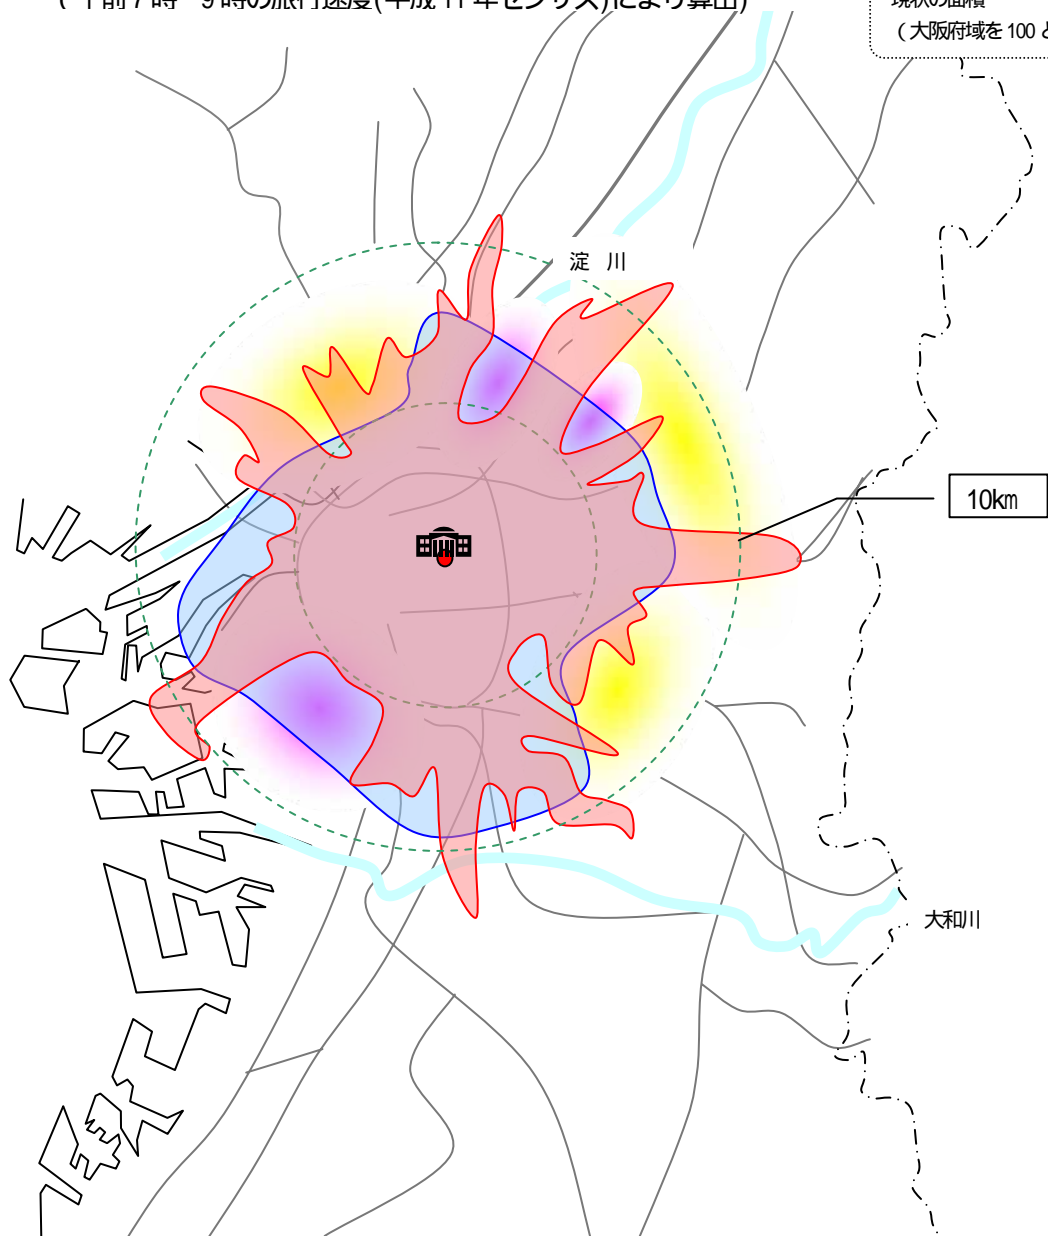 (午前7時 9時の旅行速度(平成11年センサス)により算出)
現状の面積
(大阪府域を100と
淀 川
10km
大和川